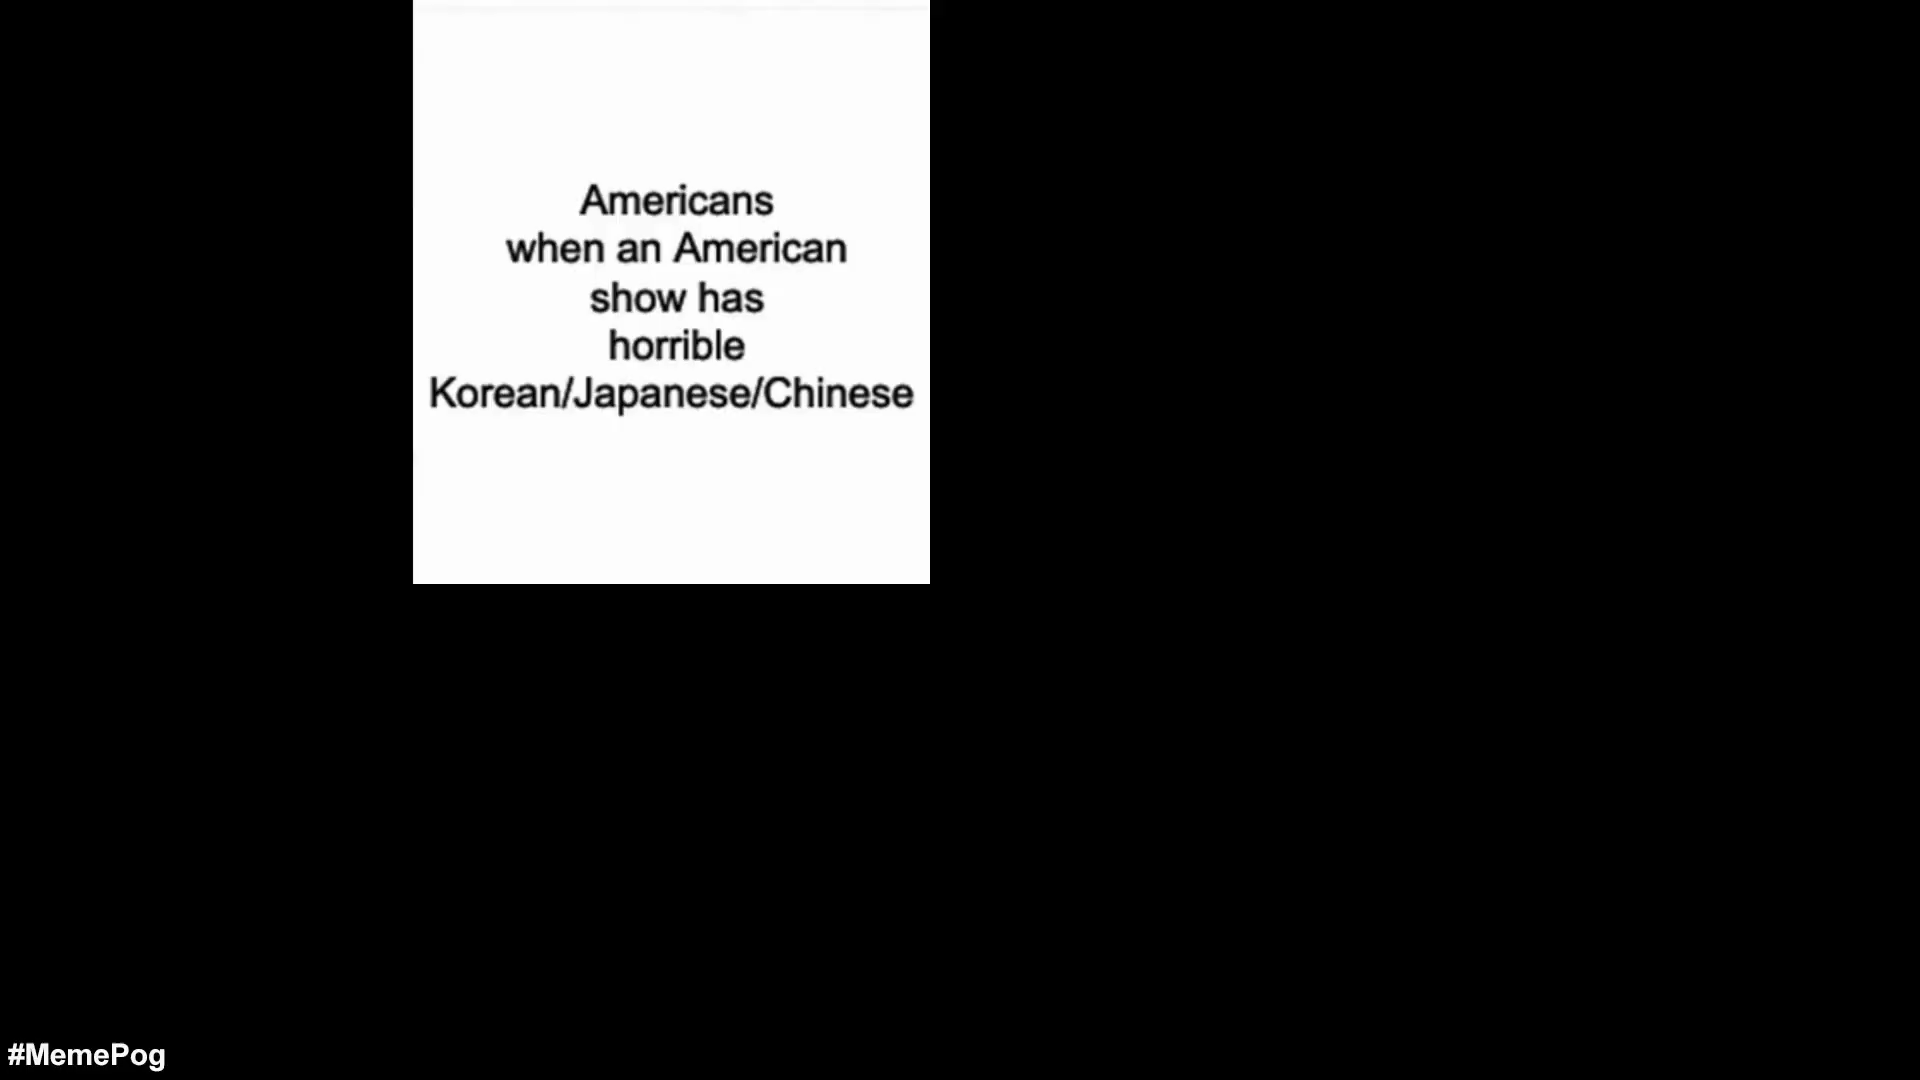 Americans
when an American
show has
horrible
Korean/Japanese/Chinese
#MemePog